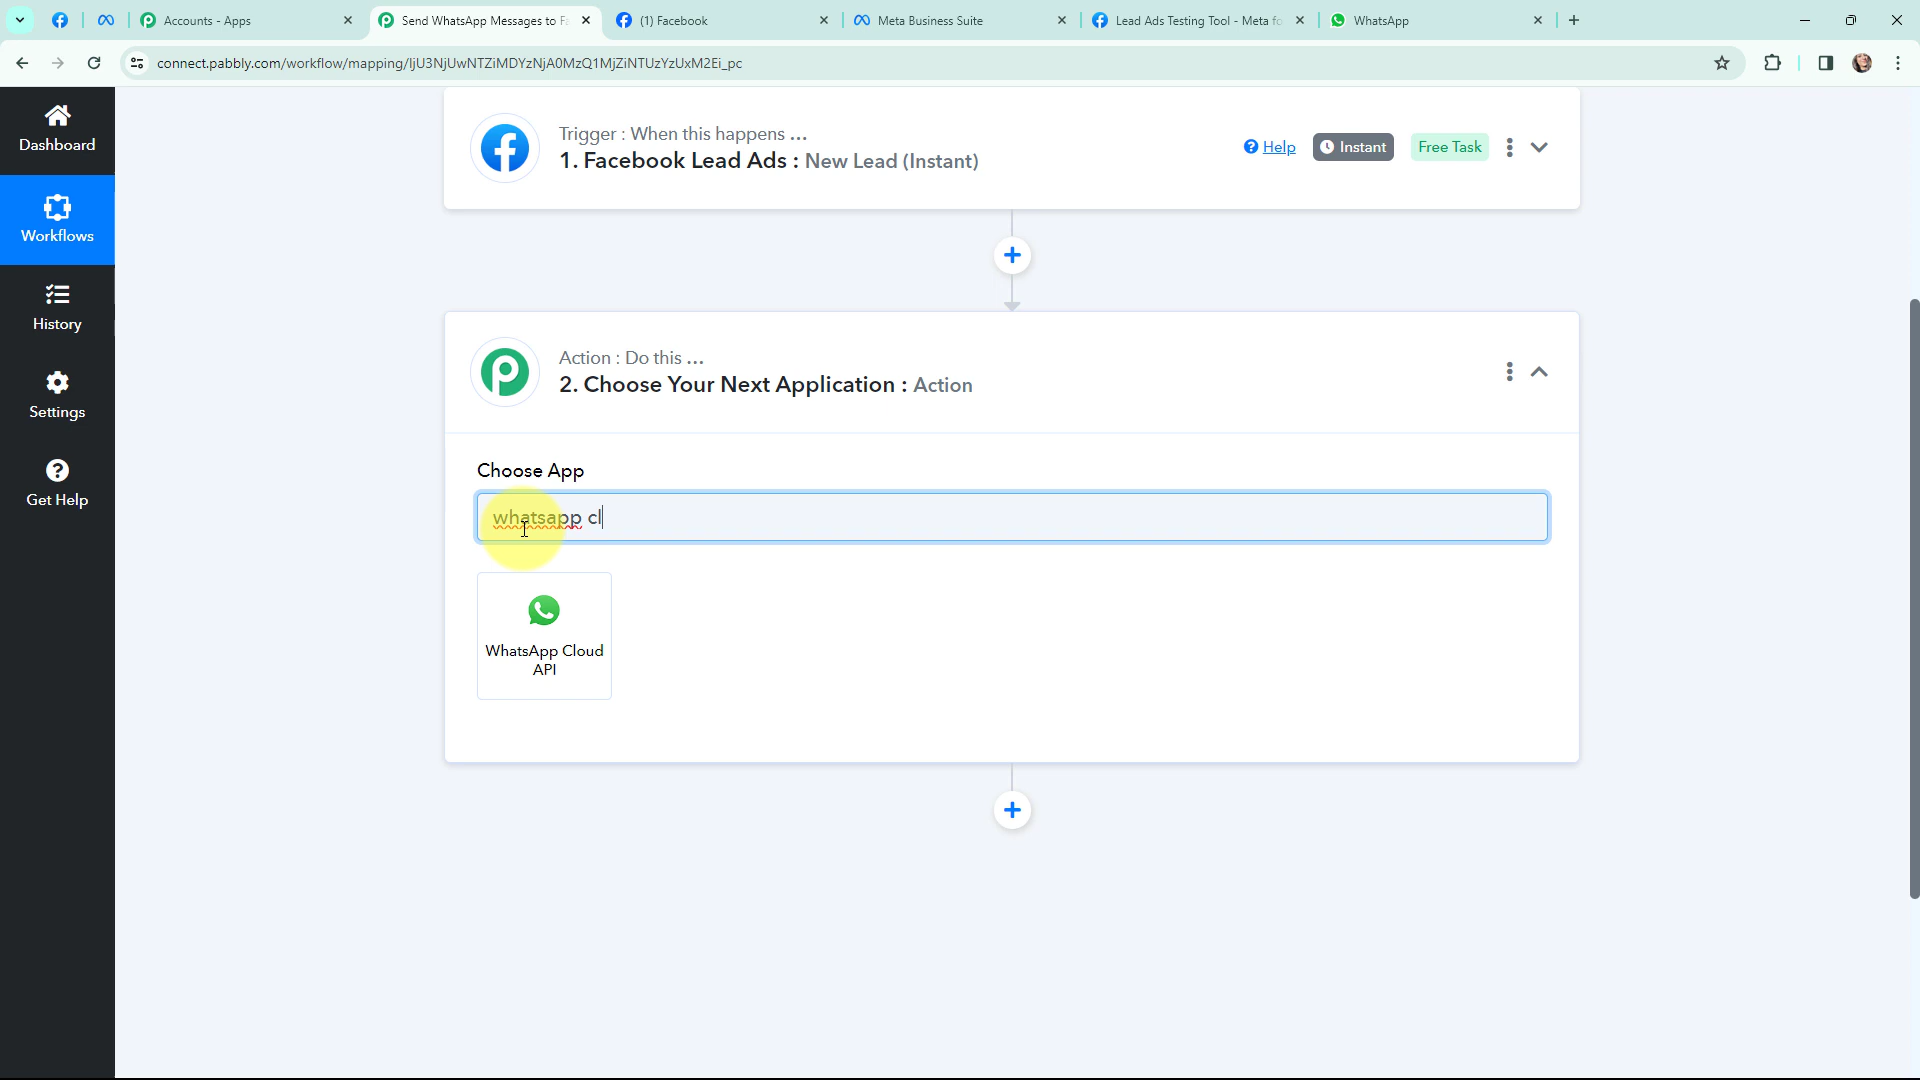 Accounts - Apps
Send WhatsApp Messages to Fa
(1) Facebook
Meta Business Suite
Lead Ads Testing Tool - Meta fo
WhatsApp
connect.pabbly.com/workflow/mapping/IjU3NjUwNTZiMDYzNjA0MzQ1MjZiNTUzYzUxM2Ei_pc
Dashboard
Workflows
History
Settings
Get Help
Trigger : When this happens ...
1. Facebook Lead Ads : New Lead (Instant)
Help
Instant
Free Task
Action : Do this ...
2. Choose Your Next Application : Action
Choose App
whatsapp cl
WhatsApp Cloud
API